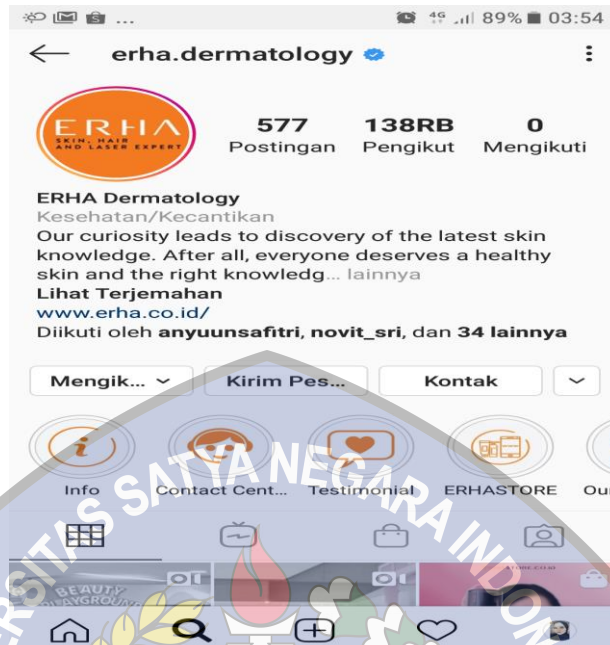 ... 4G 89% 03:54
erha.dermatology
ERHA
SKIN, HAIR
AND LASER EXPERT
577 138RB 0
Postingan Pengikut Mengikuti
ERHA Dermatology
Kesehatan/Kecantikan
Our curiosity leads to discovery of the latest skin
knowledge. After all, everyone deserves a healthy
skin and the right knowledg... lainnya
Lihat Terjemahan
www.erha.co.id/
Diikuti oleh anyuunsafitri, novit_sri, dan 34 lainnya
Mengik... Kirim Pes... Kontak
Info Contact Cent... Testimonial ERHASTORE Our
ERSITAS SATYA NEGARA INDON
BEAUTY
PLAYGROUND